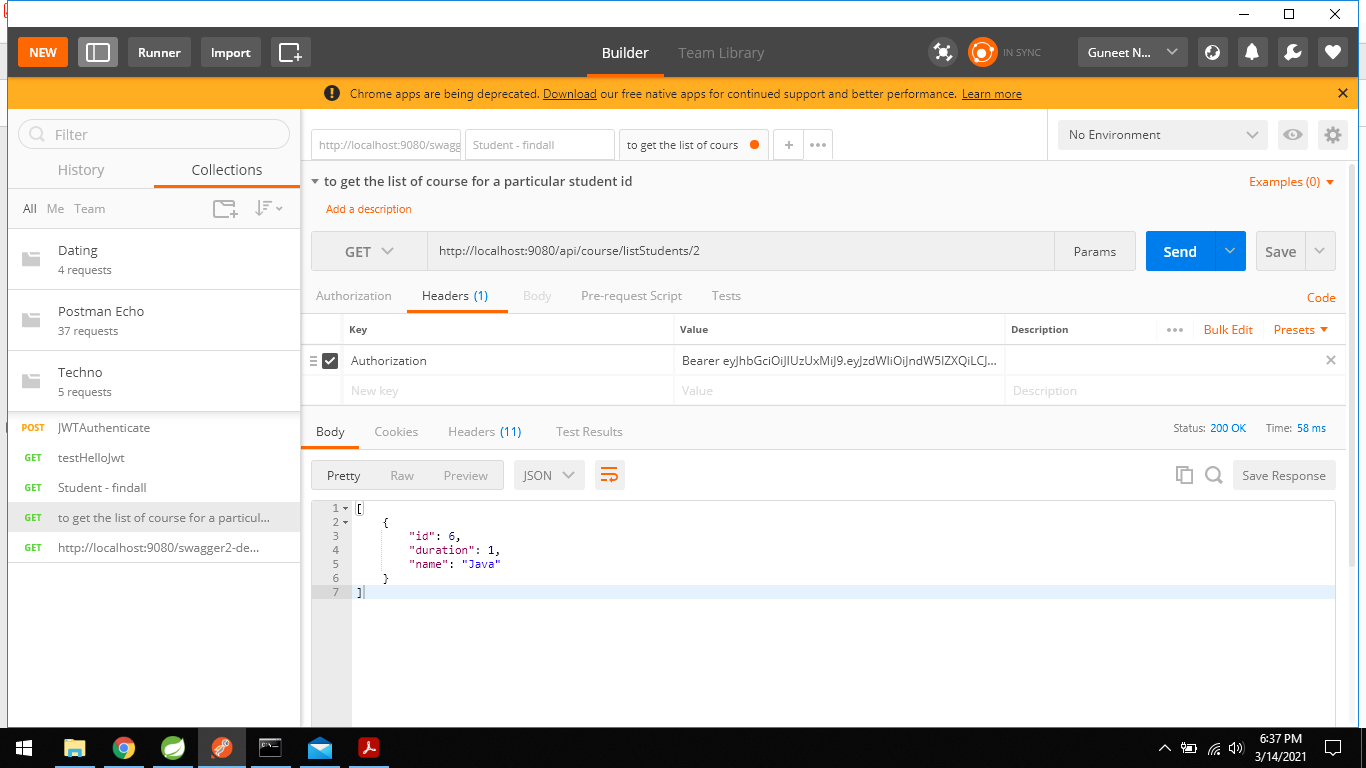 NEW Runner Import Builder Team Library IN SYNC Guneet N...
Chrome apps are being deprecated. Download our free native apps for continued support and better performance. Learn more
Filter
History Collections
All Me Team
Dating
4 requests
Postman Echo
37 requests
Techno
5 requests
POST JWTAuthenticate
GET testHelloJwt
GET Student - findall
GET to get the list of course for a particul...
GET http://localhost:9080/swagger2-de...
http://localhost:9080/swagg Student - findall to get the list of cours + ••• No Environment
to get the list of course for a particular student id Examples (0)
Add a description
GET http://localhost:9080/api/course/listStudents/2 Params Send Save
Authorization Headers (1) Body Pre-request Script Tests Code
Key Value Description ••• Bulk Edit Presets
Authorization Bearer eyJhbGciOiJIUzUxMiJ9.eyJzdWIiOiJndW5lZXQiLCJ...
New key Value Description
Body Cookies Headers (11) Test Results Status: 200 OK Time: 58 ms
Pretty Raw Preview JSON Save Response
1 [
2 {
3 "id": 6,
4 "duration": 1,
5 "name": "Java"
6 }
7 ]
6:37 PM
3/14/2021